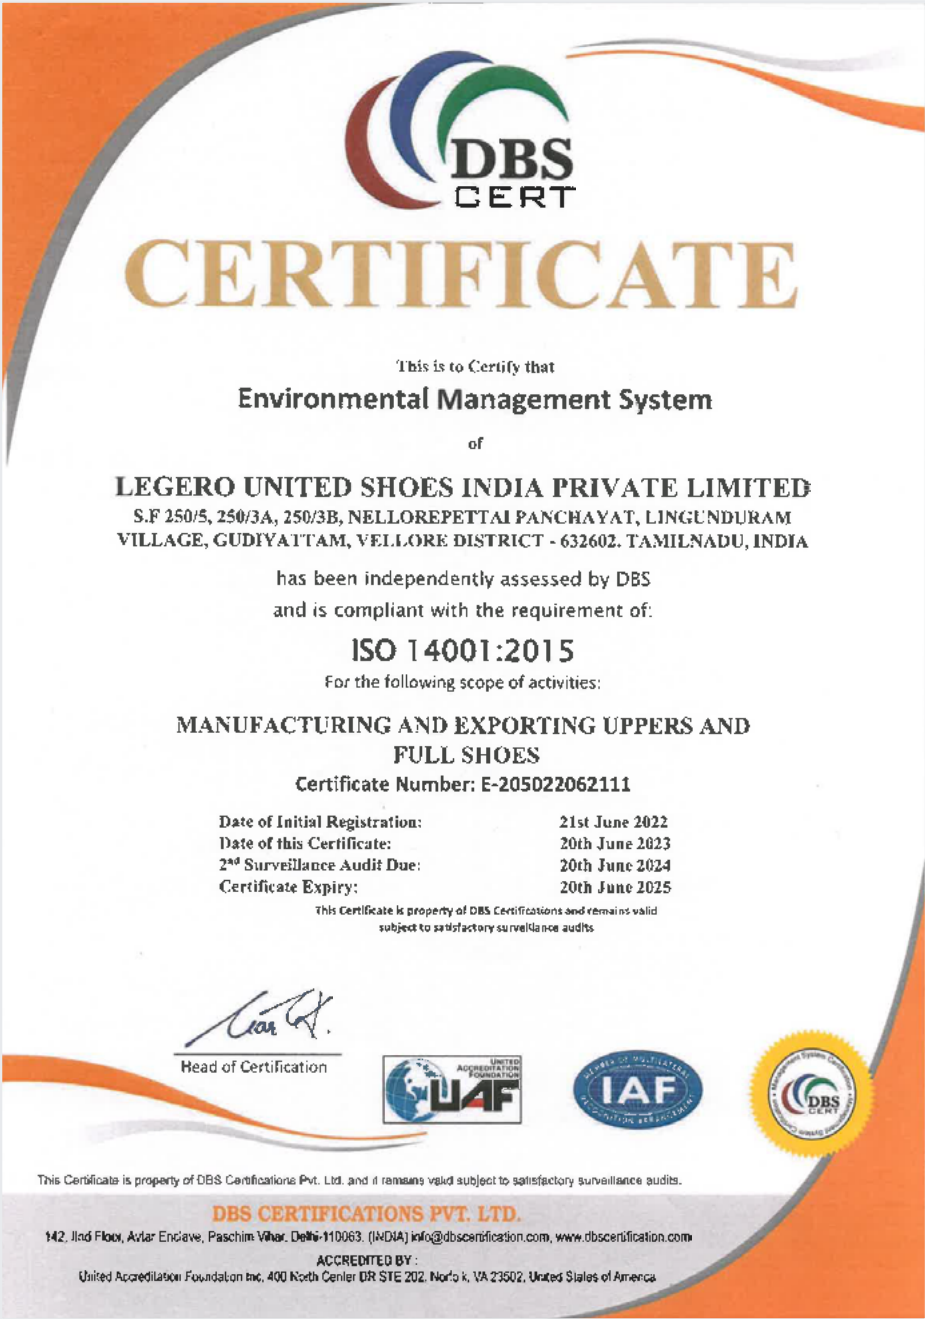 DBS
CERT
CERTIFICATE
This is to Certify that
Environmental Management System
of
LEGERO UNITED SHOES INDIA PRIVATE LIMITED
S.F 250/5, 250/3A, 250/3B, NELLOREPETTAI PANCHAYAT, LINGUNDURAM
VILLAGE, GUDIYATTAM, VELLORE DISTRICT - 632602. TAMILNADU, INDIA
has been independently assessed by DBS
and is compliant with the requirement of:
ISO 14001:2015
For the following scope of activities:
MANUFACTURING AND EXPORTING UPPERS AND
FULL SHOES
Certificate Number: E-205022062111
Date of Initial Registration: 21st June 2022
Date of this Certificate: 20th June 2023
2nd Surveillance Audit Due: 20th June 2024
Certificate Expiry: 20th June 2025
This Certificate is property of DBS Certifications and remains valid
subject to satisfactory surveillance audits
Head of Certification
UNITED
ACCREDITATION
FOUNDATION
UAF
MEMBER OF MULTILATERAL
IAF
RECOGNITION ARRANGEMENT
Management System Certification
DBS
CERT
This Certificate is property of DBS Certifications Pvt. Ltd. and it remains valid subject to satisfactory surveillance audits.
DBS CERTIFICATIONS PVT. LTD.
142, IInd Floor, Avtar Enclave, Paschim Vihar, Delhi-110063. (INDIA) info@dbscertification.com, www.dbscertification.com
ACCREDITED BY :
United Accreditation Foundation Inc, 400 North Center DR STE 202, Norfolk, VA 23502, United States of America